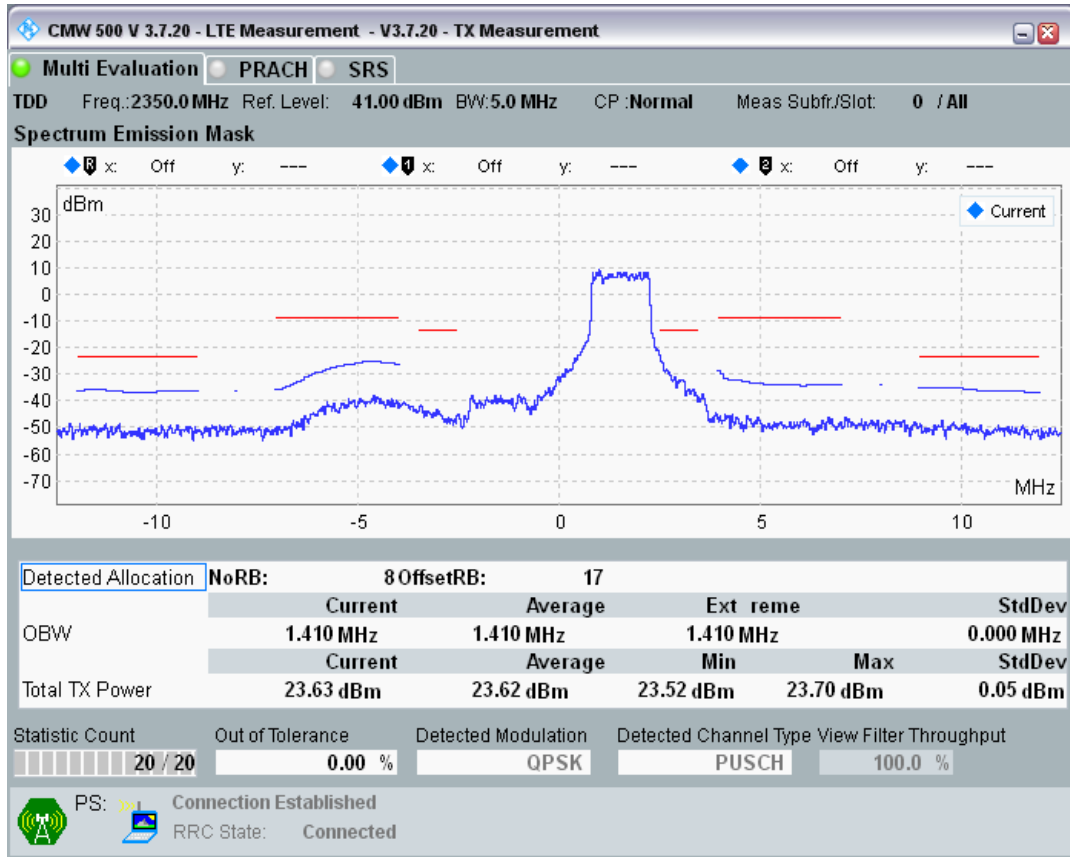 CMW 500 V 3.7.20 - LTE Measurement - V3.7.20 - TX Measurement
Multi Evaluation PRACH SRS
TDD Freq.:2350.0 MHz Ref. Level: 41.00 dBm BW:5.0 MHz CP :Normal Meas Subfr./Slot: 0 / All
Spectrum Emission Mask
R x: Off y: --- 1 x: Off y: --- 2 x: Off y: ---
dBm
Current
30
20
10
0
-10
-20
-30
-40
-50
-60
-70
MHz
-10 -5 0 5 10
Detected Allocation NoRB: 8 OffsetRB: 17
Current Average Ext reme StdDev
OBW 1.410 MHz 1.410 MHz 1.410 MHz 0.000 MHz
Current Average Min Max StdDev
Total TX Power 23.63 dBm 23.62 dBm 23.52 dBm 23.70 dBm 0.05 dBm
Statistic Count Out of Tolerance Detected Modulation Detected Channel Type View Filter Throughput
20 / 20 0.00 % QPSK PUSCH 100.0 %
PS: Connection Established
RRC State: Connected